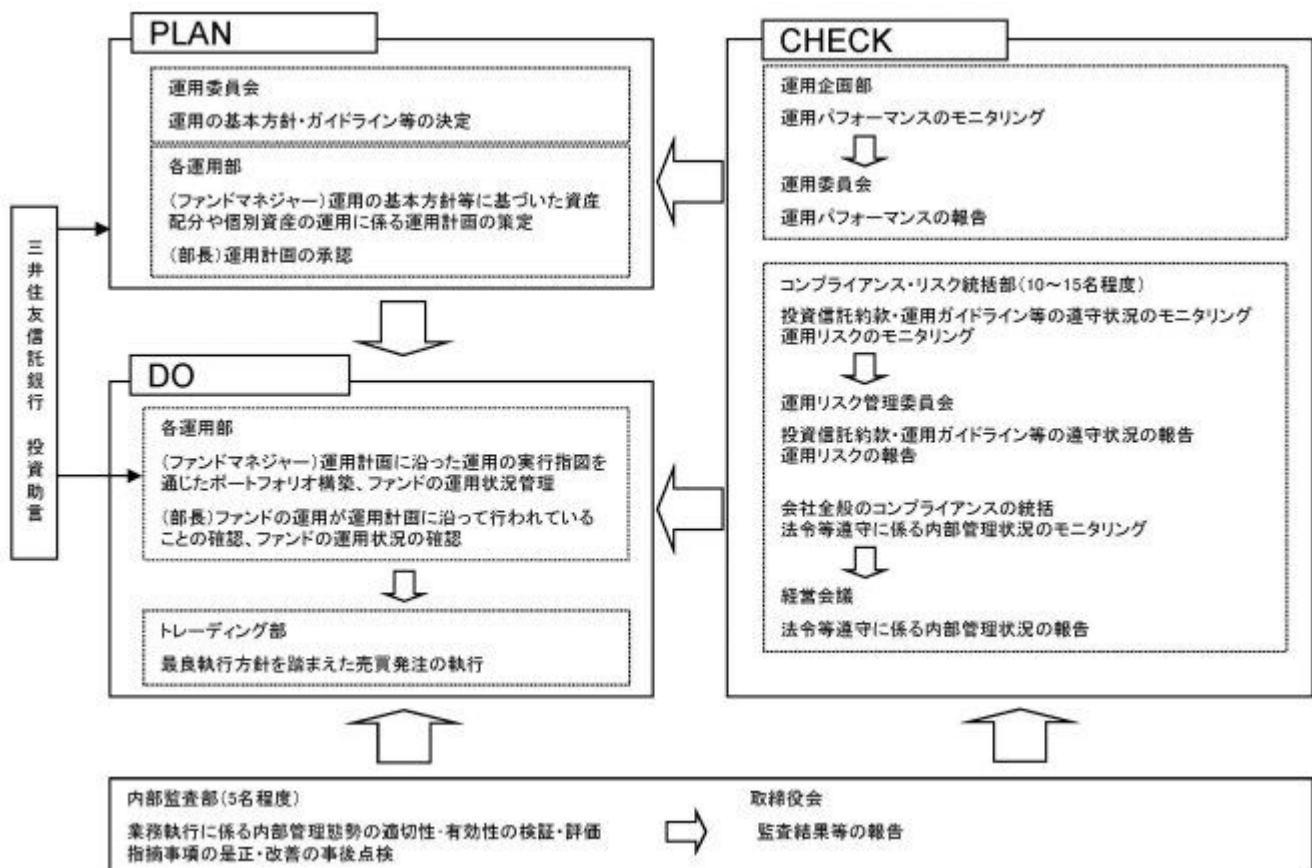 PLAN
運用委員会
運用の基本方針・ガイドライン等の決定
各運用部
(ファンドマネジャー)運用の基本方針等に基づいた資産
配分や個別資産の運用に係る運用計画の策定
(部長)運用計画の承認
三井住友信託銀行 投資助言
DO
各運用部
(ファンドマネジャー)運用計画に沿った運用の実行指図を
通じたポートフォリオ構築、ファンドの運用状況管理
(部長)ファンドの運用が運用計画に沿って行われている
ことの確認、ファンドの運用状況の確認
トレーディング部
最良執行方針を踏まえた売買発注の執行
CHECK
運用企画部
運用パフォーマンスのモニタリング
運用委員会
運用パフォーマンスの報告
コンプライアンス・リスク統括部(10～15名程度)
投資信託約款・運用ガイドライン等の遵守状況のモニタリング
運用リスクのモニタリング
運用リスク管理委員会
投資信託約款・運用ガイドライン等の遵守状況の報告
運用リスクの報告
会社全般のコンプライアンスの統括
法令等遵守に係る内部管理状況のモニタリング
経営会議
法令等遵守に係る内部管理状況の報告
内部監査部(5名程度)
業務執行に係る内部管理態勢の適切性・有効性の検証・評価
指摘事項の是正・改善の事後点検
取締役会
監査結果等の報告